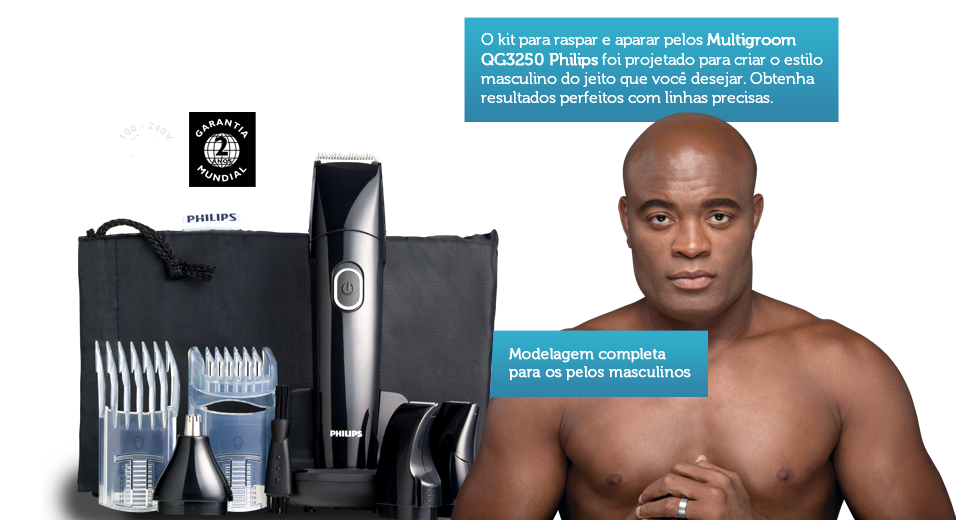 O kit para raspar e aparar pelos Multigroom
QG3250 Philips foi projetado para criar o estilo
masculino do jeito que você desejar. Obtenha
resultados perfeitos com linhas precisas.
100 - 240V
GARANTIA
2
ANOS
MUNDIAL
PHILIPS
Modelagem completa
para os pelos masculinos
PHILIPS